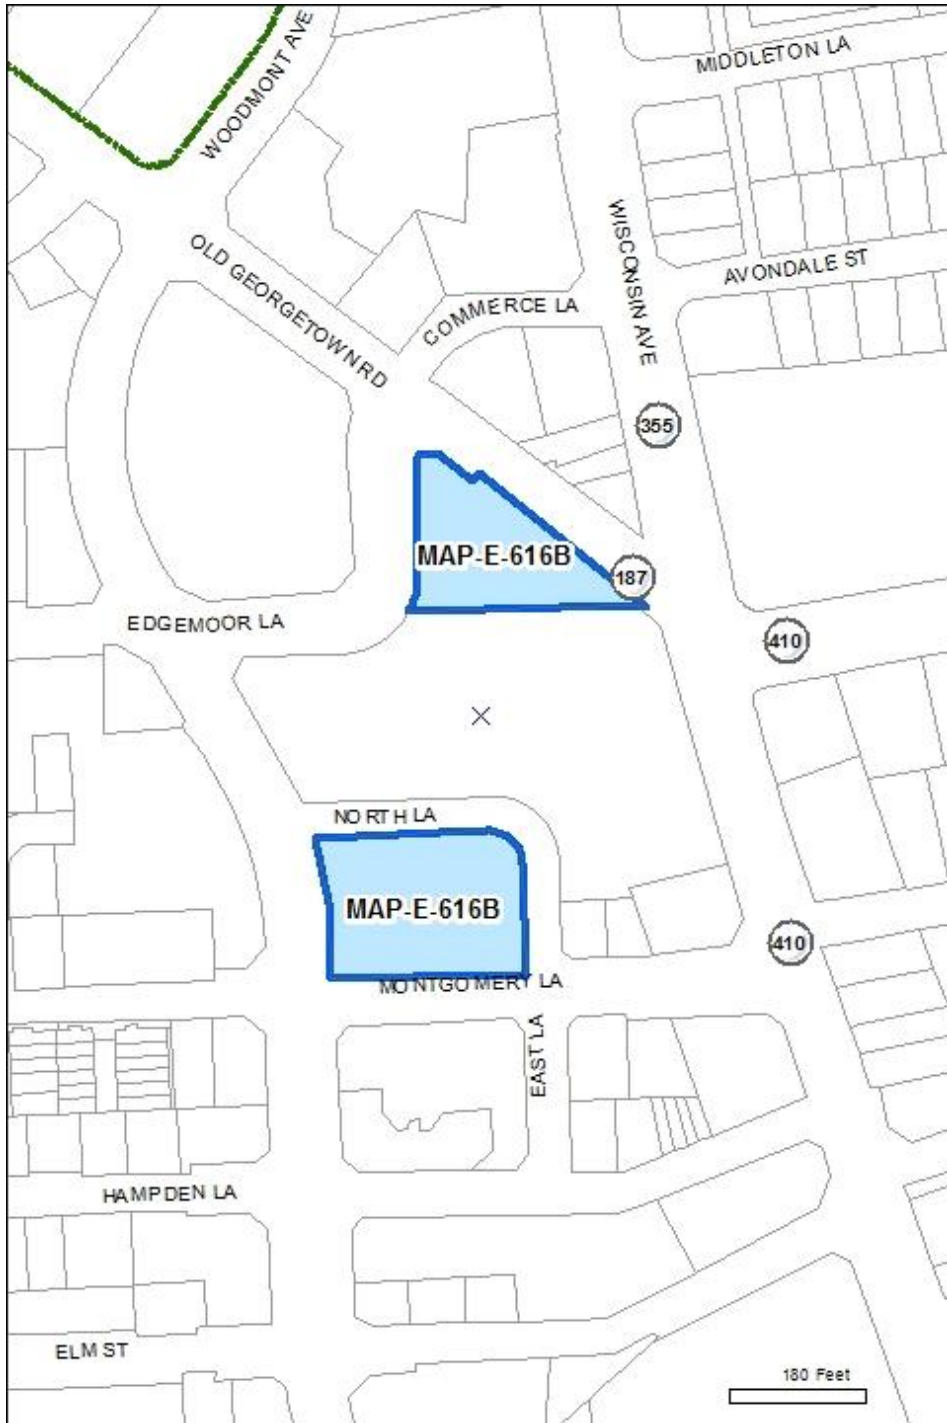 MIDDLETON LA
WOODMONT AVE
WISCONSIN AVE
AVONDALE ST
OLD GEORGETOWN RD
COMMERCE LA
355
MAP-E-616B
187
EDGEMOOR LA
410
NORTH LA
MAP-E-616B
410
MONTGOMERY LA
EAST LA
HAMPDEN LA
ELM ST
180 Feet